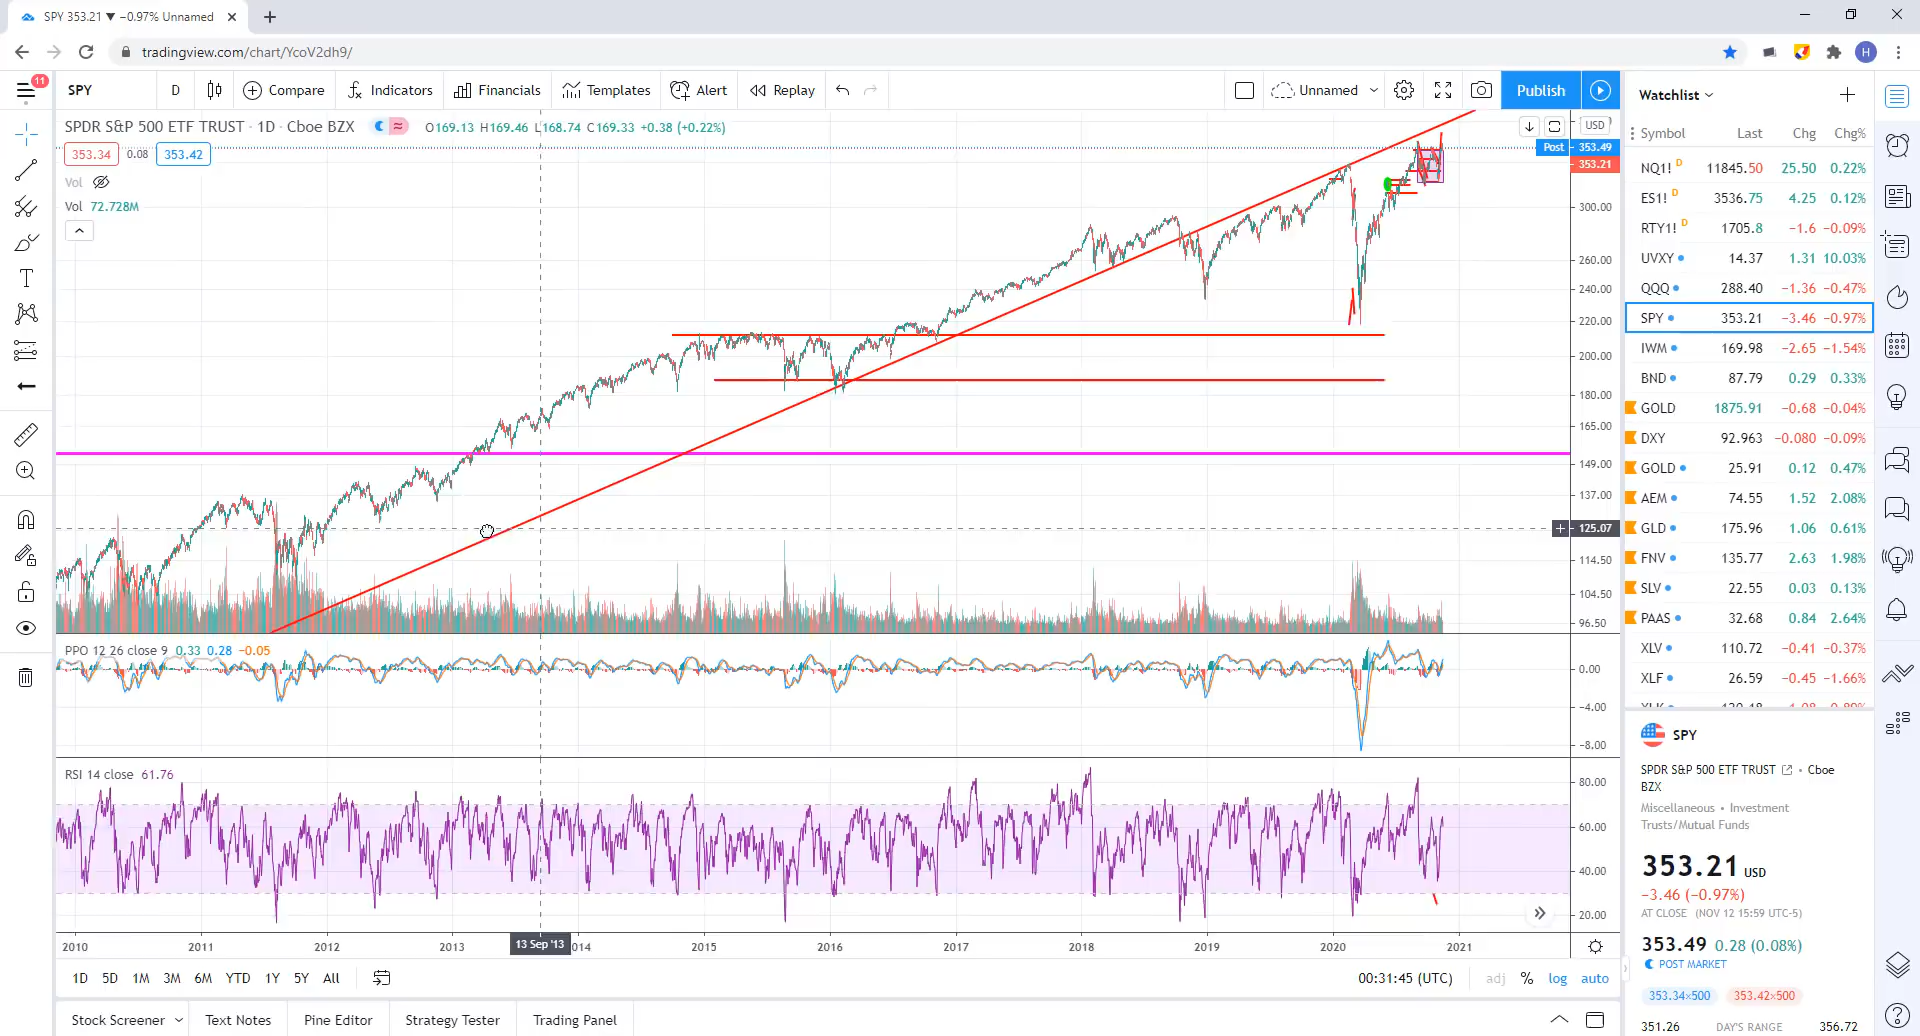 SPY 353.21 ▼ −0.97% Unnamed
tradingview.com/chart/YcoV2dh9/
H
11
SPY
D
Compare
Indicators
Financials
Templates
Alert
Replay
Unnamed
Publish
SPDR S&P 500 ETF TRUST · 1D · Cboe BZX
O169.13 H169.46 L168.74 C169.33 +0.38 (+0.22%)
353.34 0.08 353.42
Vol
Vol 72.728M
USD
Post 353.49
353.21
300.00
260.00
240.00
220.00
200.00
180.00
165.00
149.00
137.00
125.07
114.50
104.50
96.50
PPO 12 26 close 9 0.33 0.28 −0.05
0.00
−4.00
−8.00
RSI 14 close 61.76
80.00
60.00
40.00
20.00
2010 2011 2012 2013 13 Sep '13 014 2015 2016 2017 2018 2019 2020 2021
1D 5D 1M 3M 6M YTD 1Y 5Y All
00:31:45 (UTC) adj % log auto
Stock Screener Text Notes Pine Editor Strategy Tester Trading Panel
Watchlist
Symbol Last Chg Chg%
NQ1! D 11845.50 25.50 0.22%
ES1! D 3536.75 4.25 0.12%
RTY1! D 1705.8 −1.6 −0.09%
UVXY 14.37 1.31 10.03%
QQQ 288.40 −1.36 −0.47%
SPY 353.21 −3.46 −0.97%
IWM 169.98 −2.65 −1.54%
BND 87.79 0.29 0.33%
GOLD 1875.91 −0.68 −0.04%
DXY 92.963 −0.080 −0.09%
GOLD 25.91 0.12 0.47%
AEM 74.55 1.52 2.08%
GLD 175.96 1.06 0.61%
FNV 135.77 2.63 1.98%
SLV 22.55 0.03 0.13%
PAAS 32.68 0.84 2.64%
XLV 110.72 −0.41 −0.37%
XLF 26.59 −0.45 −1.66%
SPY
SPDR S&P 500 ETF TRUST • Cboe
BZX
Miscellaneous • Investment
Trusts/Mutual Funds
353.21 USD
−3.46 (−0.97%)
AT CLOSE (NOV 12 15:59 UTC-5)
353.49 0.28 (0.08%)
POST MARKET
353.34×500 353.42×500
351.26 DAY'S RANGE 356.72